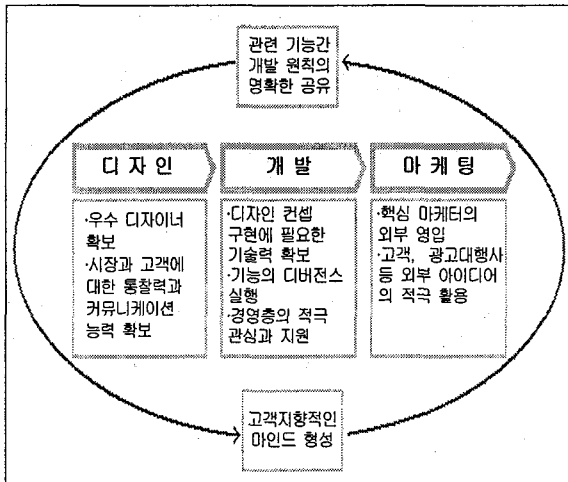 관련 기능간
개발 원칙의
명확한 공유
디 자 인
개 발
마 케 팅
·우수 디자이너
확보
·시장과 고객에
대한 통찰력과
커뮤니케이션
능력 확보
·디자인 컨셉
구현에 필요한
기술력 확보
·기능의 디버전스
실행
·경영층의 적극
관심과 지원
·핵심 마케터의
외부 영입
·고객, 광고대행사
등 외부 아이디어
의 적극 활용
고객지향적인
마인드 형성